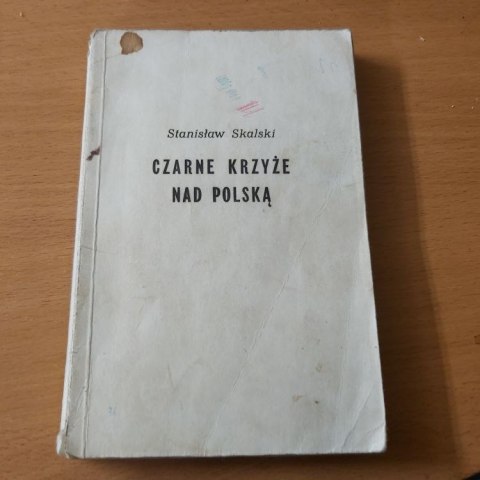 Stanisław Skalski
CZARNE KRZYŻE
NAD POLSKĄ